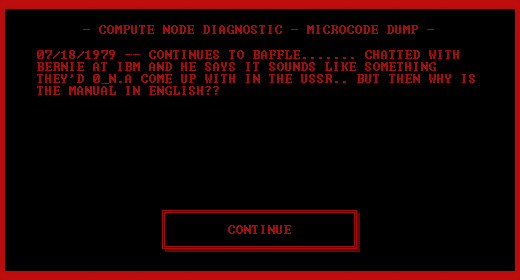 - COMPUTE NODE DIAGNOSTIC - MICROCODE DUMP -
07/18/1979 -- CONTINUES TO BAFFLE....... CHATTED WITH
BERNIE AT IBM AND HE SAYS IT SOUNDS LIKE SOMETHING
THEY'D 0_N.A COME UP WITH IN THE USSR.. BUT THEN WHY IS
THE MANUAL IN ENGLISH??
CONTINUE